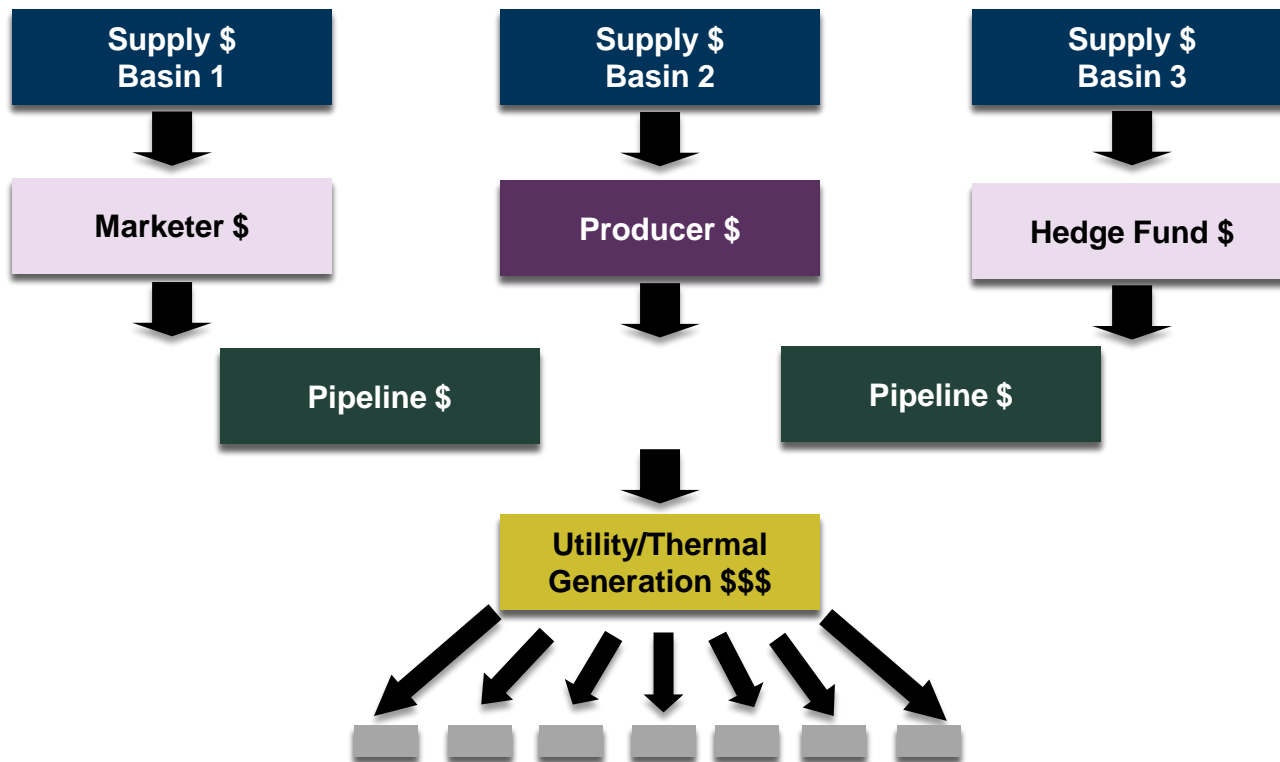 Supply $
Basin 1
Supply $
Basin 2
Supply $
Basin 3
Marketer $
Producer $
Hedge Fund $
Pipeline $
Pipeline $
Utility/Thermal
Generation $$$